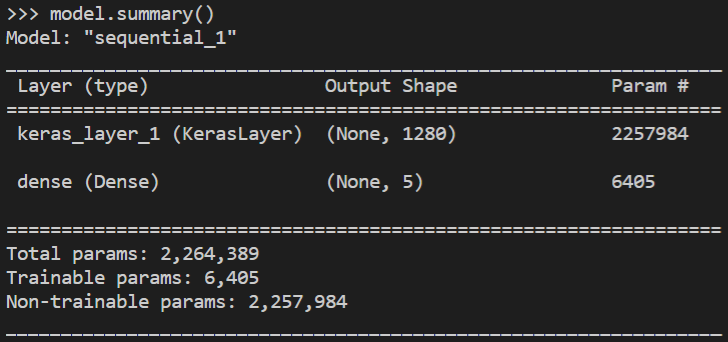 >>> model.summary()
Model: "sequential_1"
_________________________________________________________________
Layer (type) Output Shape Param #
=================================================================
keras_layer_1 (KerasLayer) (None, 1280) 2257984
dense (Dense) (None, 5) 6405
=================================================================
Total params: 2,264,389
Trainable params: 6,405
Non-trainable params: 2,257,984
_________________________________________________________________